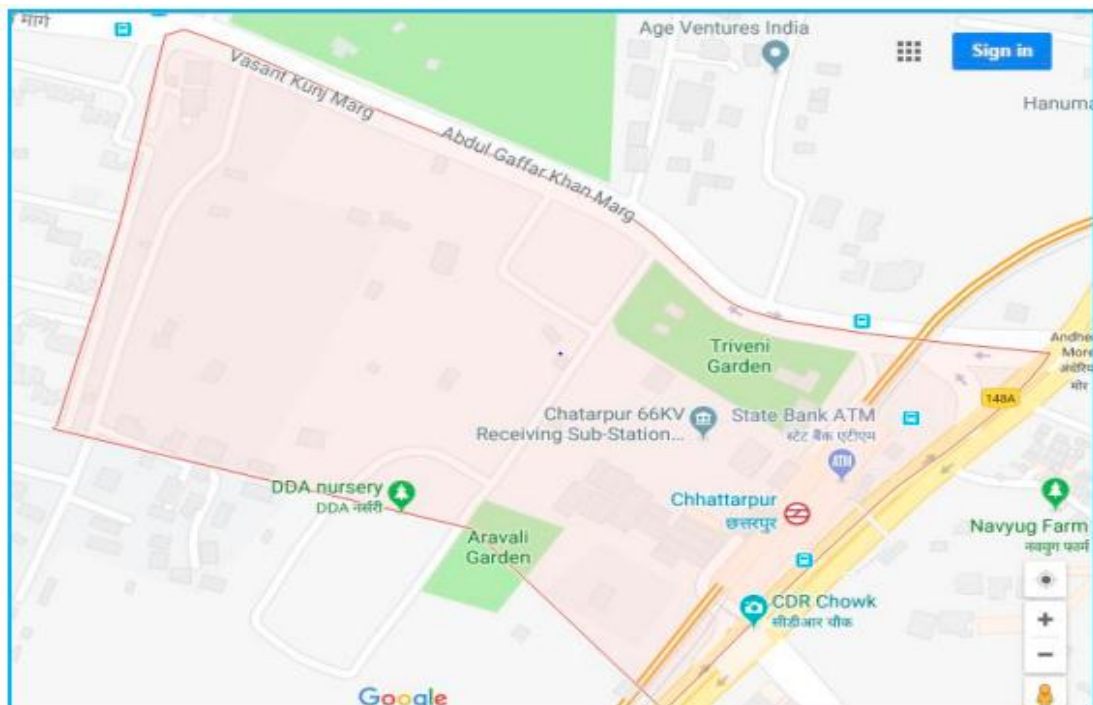 मार्ग
Age Ventures India
Sign in
Hanuma
Vasant Kunj Marg
Abdul Gaffar Khan Marg
Triveni
Garden
Andhe
More
अंधेरिय
मोर
148A
Chatarpur 66KV
Receiving Sub-Station...
State Bank ATM
स्टेट बैंक एटीएम
ATM
DDA nursery
DDA नर्सरी
Chhattarpur
छत्तरपुर
Navyug Farm
नवयुग फार्म
Aravali
Garden
CDR Chowk
सीडीआर चौक
Google